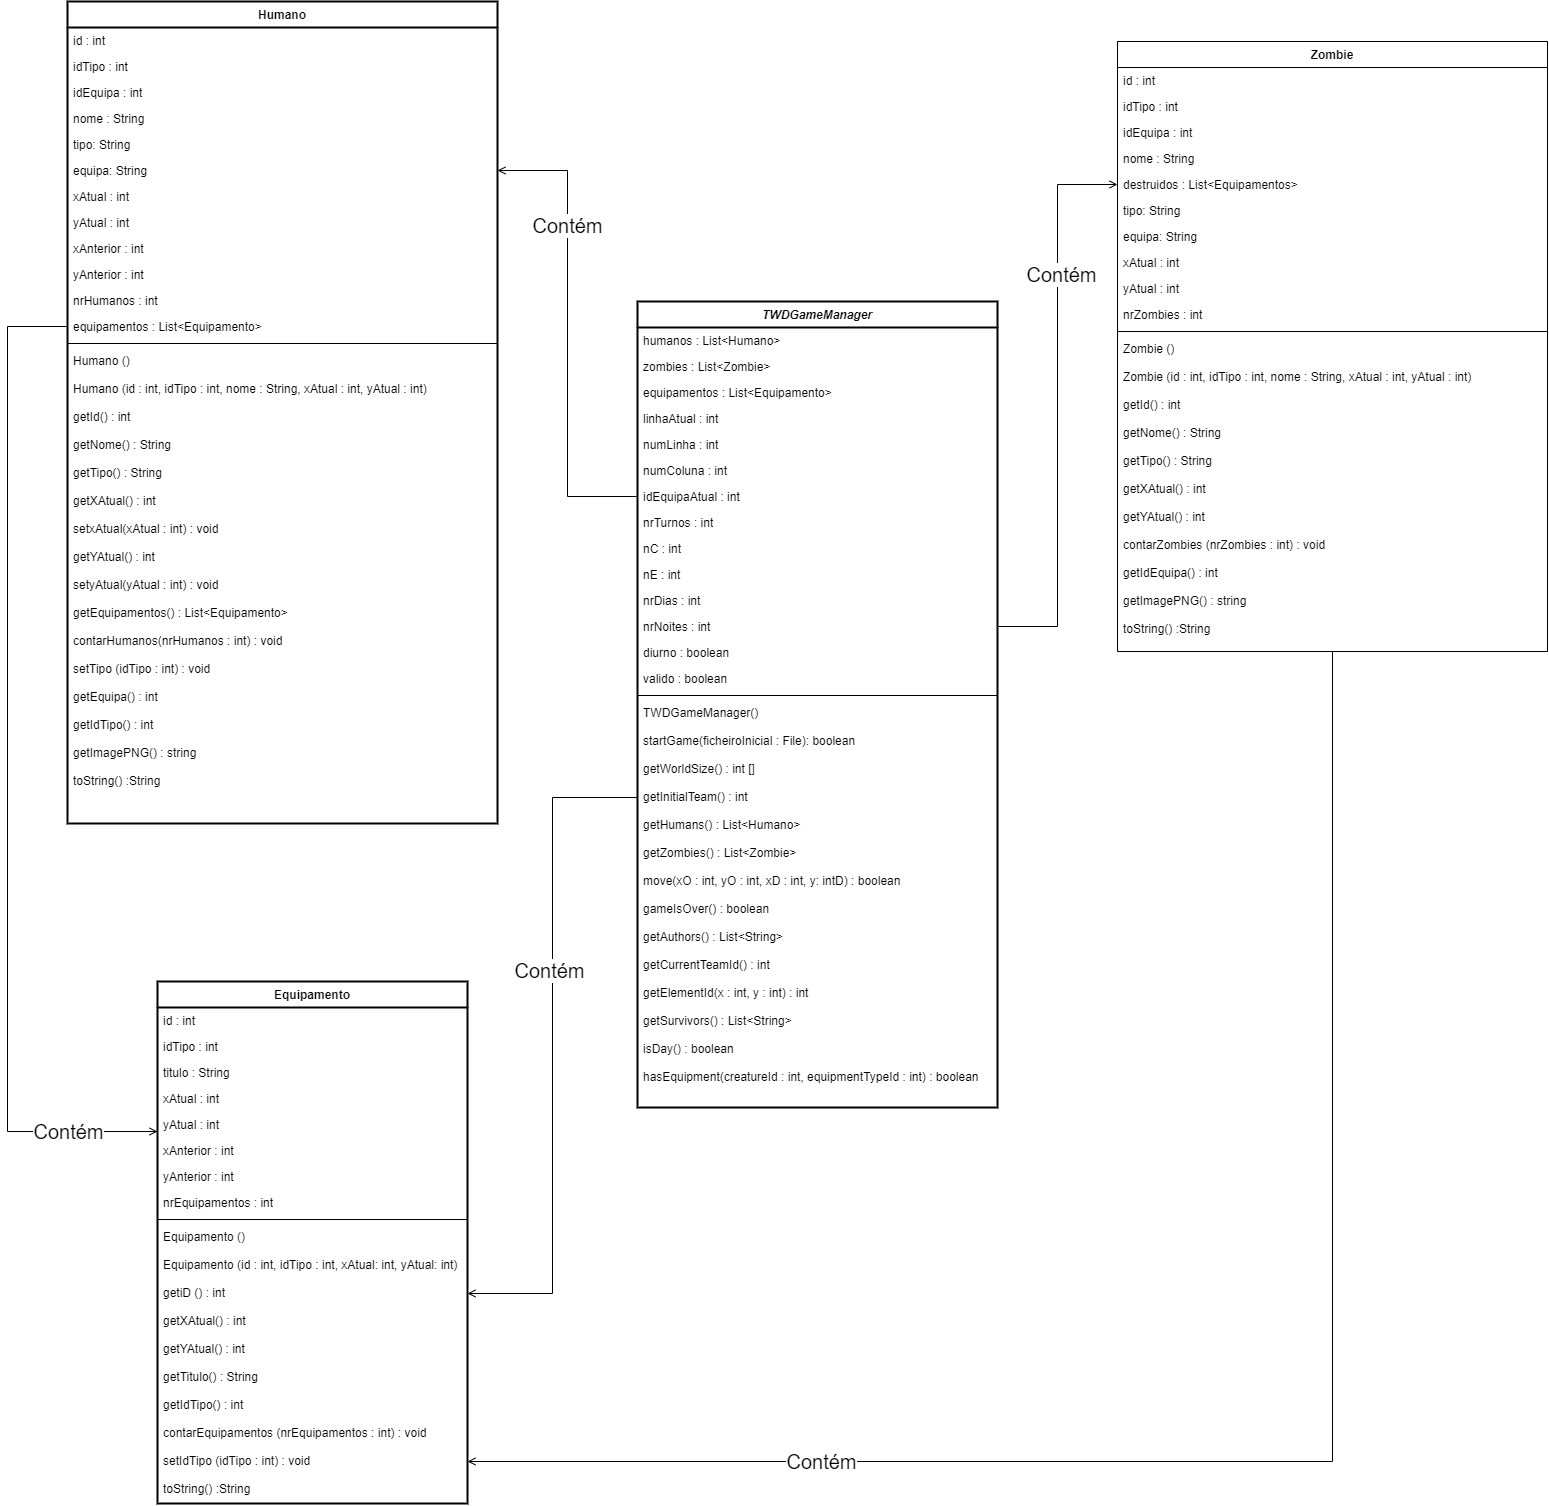 Humano
id : int
idTipo : int
idEquipa : int
nome : String
tipo: String
equipa: String
xAtual : int
yAtual : int
xAnterior : int
yAnterior : int
nrHumanos : int
equipamentos : List<Equipamento>
Humano ()
Humano (id : int, idTipo : int, nome : String, xAtual : int, yAtual : int)
getId() : int
getNome() : String
getTipo() : String
getXAtual() : int
setxAtual(xAtual : int) : void
getYAtual() : int
setyAtual(yAtual : int) : void
getEquipamentos() : List<Equipamento>
contarHumanos(nrHumanos : int) : void
setTipo (idTipo : int) : void
getEquipa() : int
getIdTipo() : int
getImagePNG() : string
toString() :String
Contém
TWDGameManager
humanos : List<Humano>
zombies : List<Zombie>
equipamentos : List<Equipamento>
linhaAtual : int
numLinha : int
numColuna : int
idEquipaAtual : int
nrTurnos : int
nC : int
nE : int
nrDias : int
nrNoites : int
diurno : boolean
valido : boolean
TWDGameManager()
startGame(ficheiroInicial : File): boolean
getWorldSize() : int []
getInitialTeam() : int
getHumans() : List<Humano>
getZombies() : List<Zombie>
move(xO : int, yO : int, xD : int, y: intD) : boolean
gameIsOver() : boolean
getAuthors() : List<String>
getCurrentTeamId() : int
getElementId(x : int, y : int) : int
getSurvivors() : List<String>
isDay() : boolean
hasEquipment(creatureId : int, equipmentTypeId : int) : boolean
Contém
Zombie
id : int
idTipo : int
idEquipa : int
nome : String
destruidos : List<Equipamentos>
tipo: String
equipa: String
xAtual : int
yAtual : int
nrZombies : int
Zombie ()
Zombie (id : int, idTipo : int, nome : String, xAtual : int, yAtual : int)
getId() : int
getNome() : String
getTipo() : String
getXAtual() : int
getYAtual() : int
contarZombies (nrZombies : int) : void
getIdEquipa() : int
getImagePNG() : string
toString() :String
Contém
Contém
Equipamento
id : int
idTipo : int
titulo : String
xAtual : int
yAtual : int
xAnterior : int
yAnterior : int
nrEquipamentos : int
Equipamento ()
Equipamento (id : int, idTipo : int, xAtual: int, yAtual: int)
getiD () : int
getXAtual() : int
getYAtual() : int
getTitulo() : String
getIdTipo() : int
contarEquipamentos (nrEquipamentos : int) : void
setIdTipo (idTipo : int) : void
toString() :String
Contém